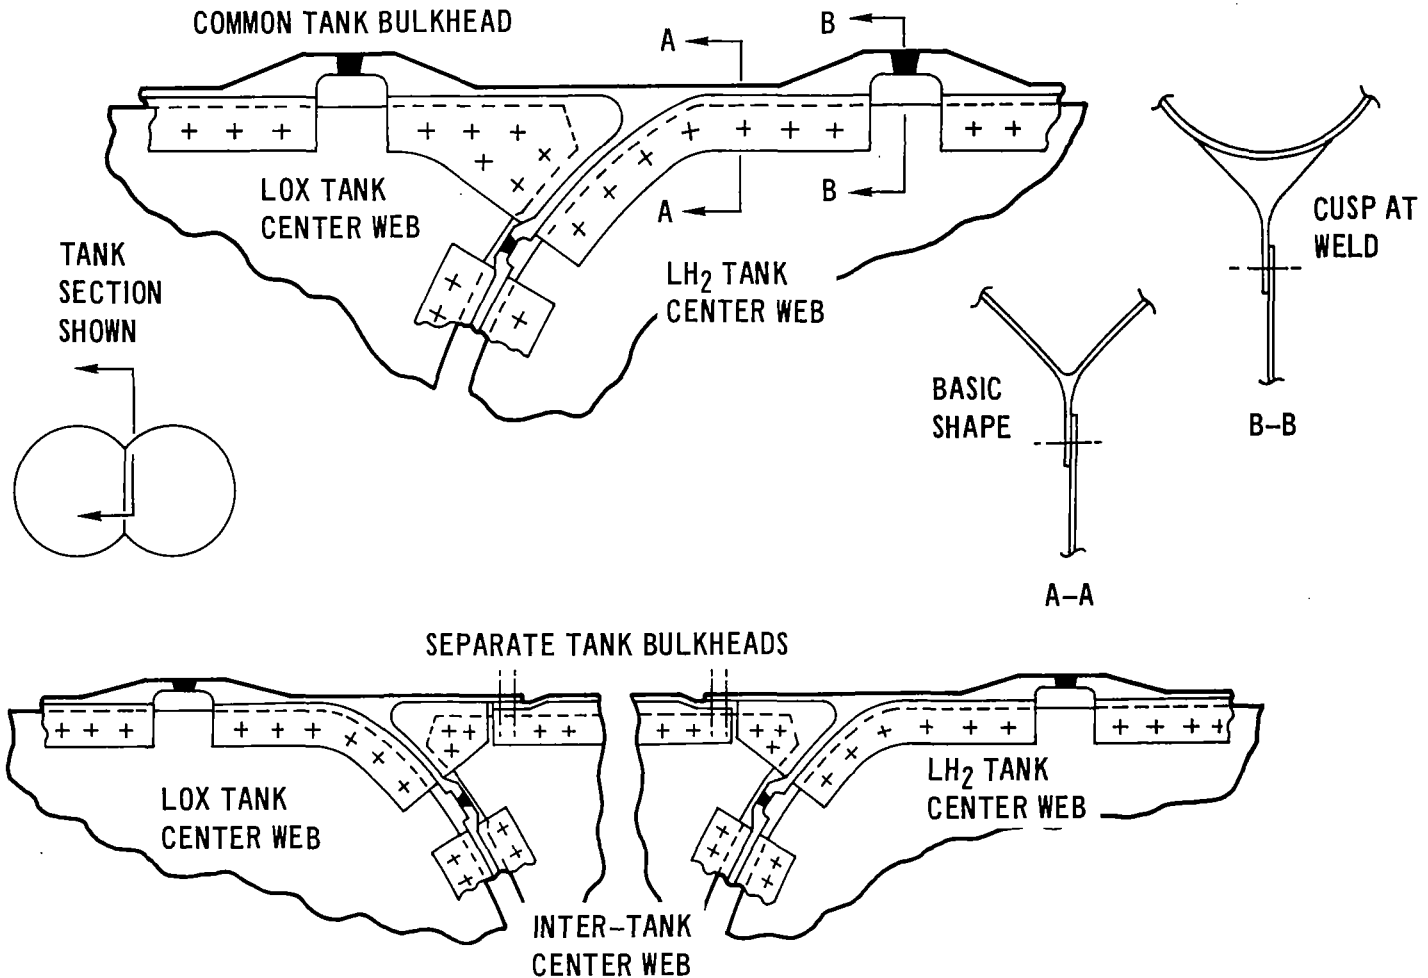 COMMON TANK BULKHEAD
A
B
LOX TANK
CENTER WEB
B
A
LH2 TANK
CENTER WEB
CUSP AT
WELD
B-B
TANK
SECTION
SHOWN
BASIC
SHAPE
A-A
SEPARATE TANK BULKHEADS
LOX TANK
CENTER WEB
LH2 TANK
CENTER WEB
INTER-TANK
CENTER WEB